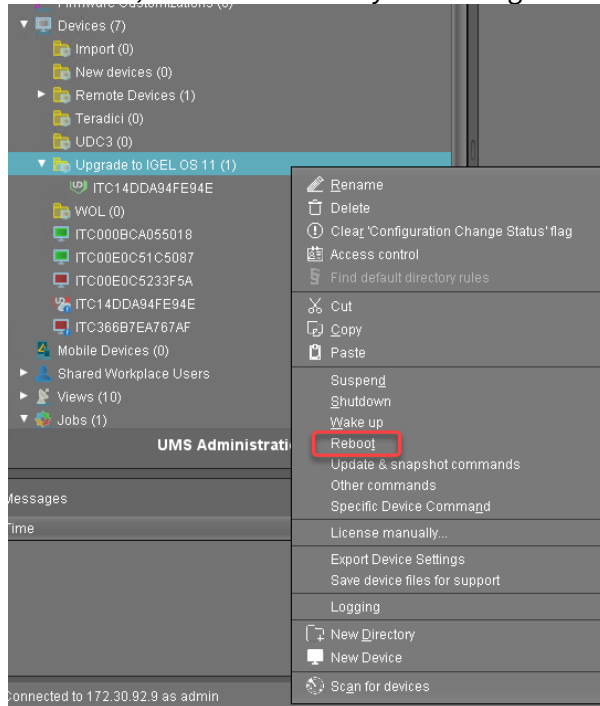 Devices (7)
Import (0)
New devices (0)
Remote Devices (1)
Teradici (0)
UDC3 (0)
Upgrade to IGEL OS 11 (1)
ITC14DDA94FE94E
WOL (0)
ITC000BCA055018
ITC00E0C51C5087
ITC00E0C5233F5A
ITC14DDA94FE94E
ITC366B7EA767AF
Mobile Devices (0)
Shared Workplace Users
Views (10)
Jobs (1)
UMS Administrati
Messages
Time
Connected to 172.30.92.9 as admin
Rename
Delete
Clear 'Configuration Change Status' flag
Access control
Find default directory rules
Cut
Copy
Paste
Suspend
Shutdown
Wake up
Reboot
Update & snapshot commands
Other commands
Specific Device Command
License manually...
Export Device Settings
Save device files for support
Logging
New Directory
New Device
Scan for devices